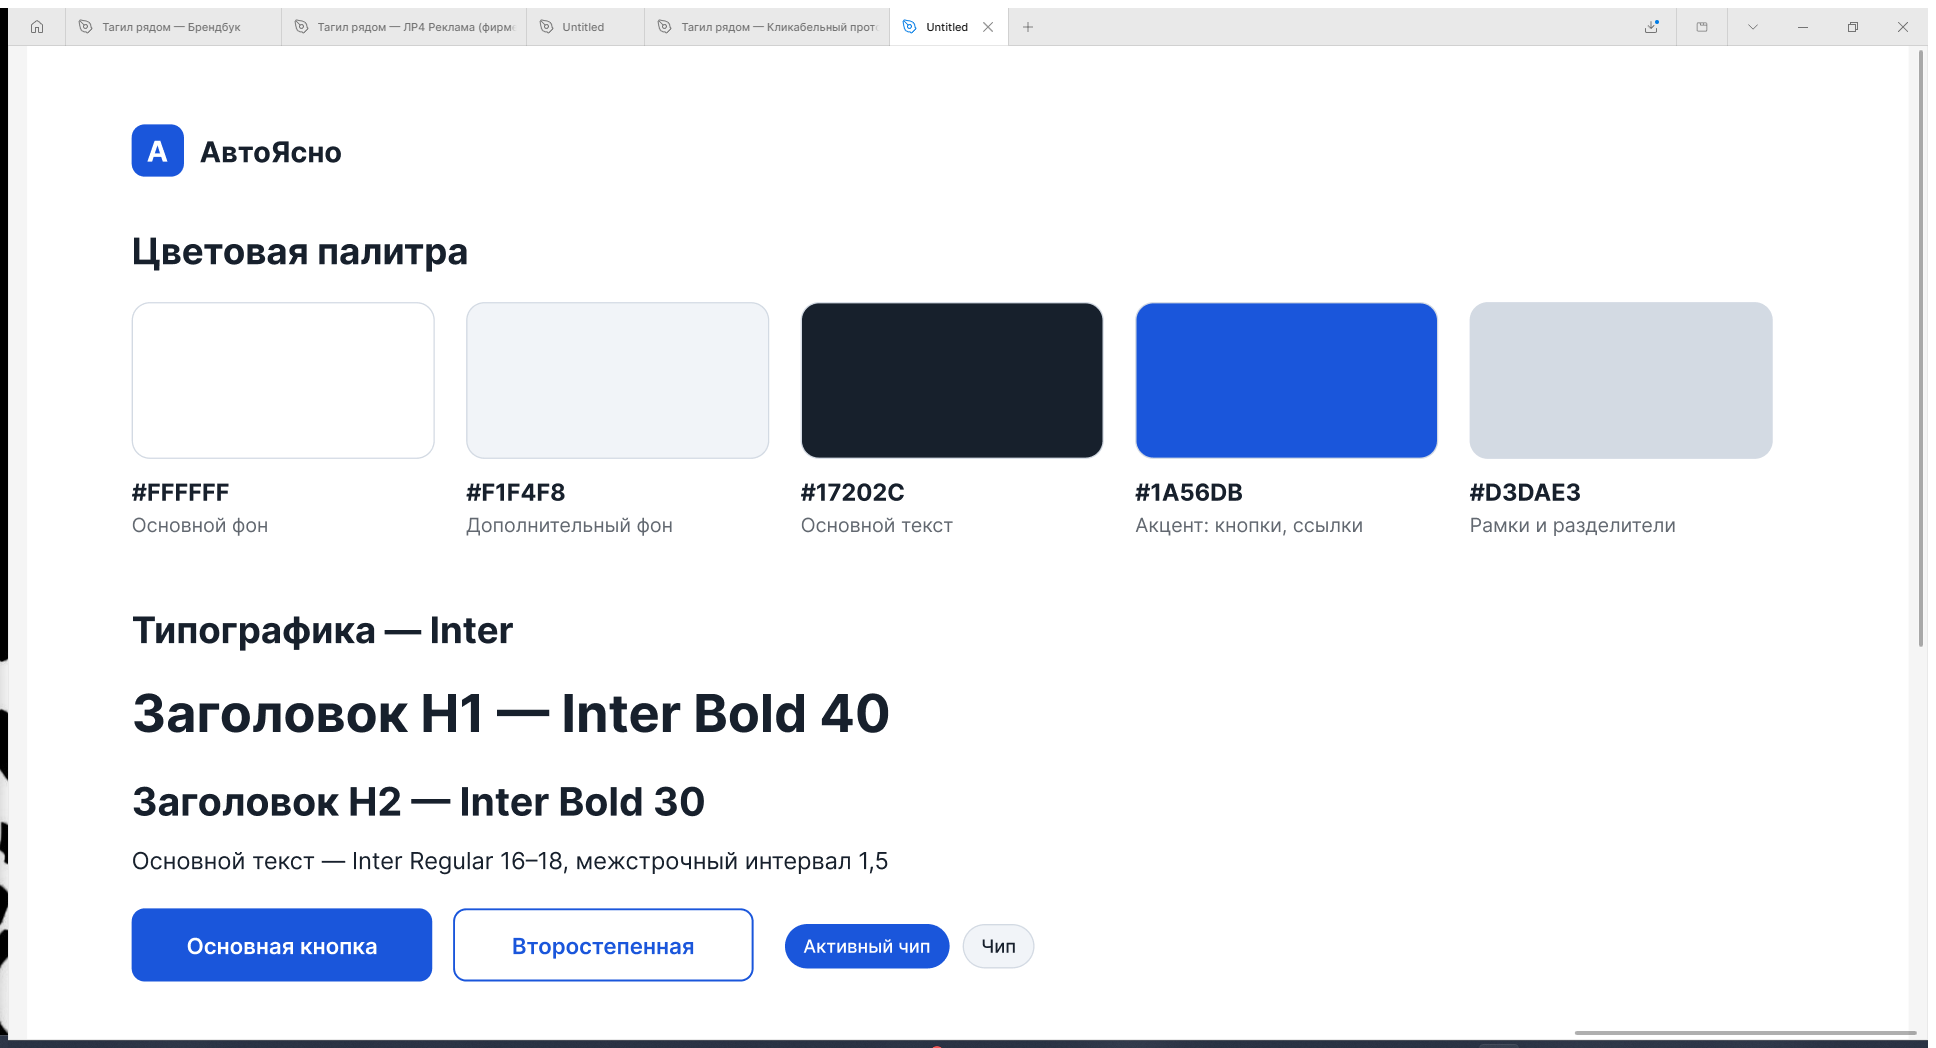 Тагил рядом — Брендбук
Тагил рядом — ЛР4 Реклама (фирм
Untitled
Тагил рядом — Кликабельный прот
Untitled
А
АвтоЯсно
Цветовая палитра
#FFFFFF
Основной фон
#F1F4F8
Дополнительный фон
#17202C
Основной текст
#1A56DB
Акцент: кнопки, ссылки
#D3DAE3
Рамки и разделители
Типографика — Inter
Заголовок H1 — Inter Bold 40
Заголовок H2 — Inter Bold 30
Основной текст — Inter Regular 16–18, межстрочный интервал 1,5
Основная кнопка
Второстепенная
Активный чип
Чип